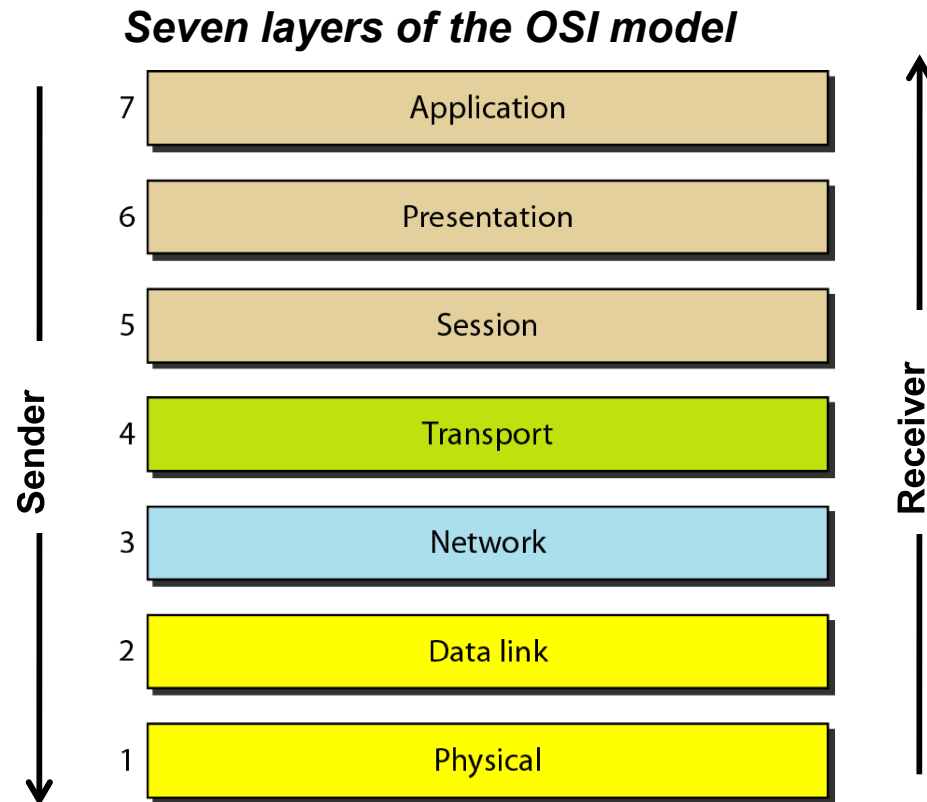 Seven layers of the OSI model
7 Application
6 Presentation
5 Session
4 Transport
3 Network
2 Data link
1 Physical
Sender
Receiver